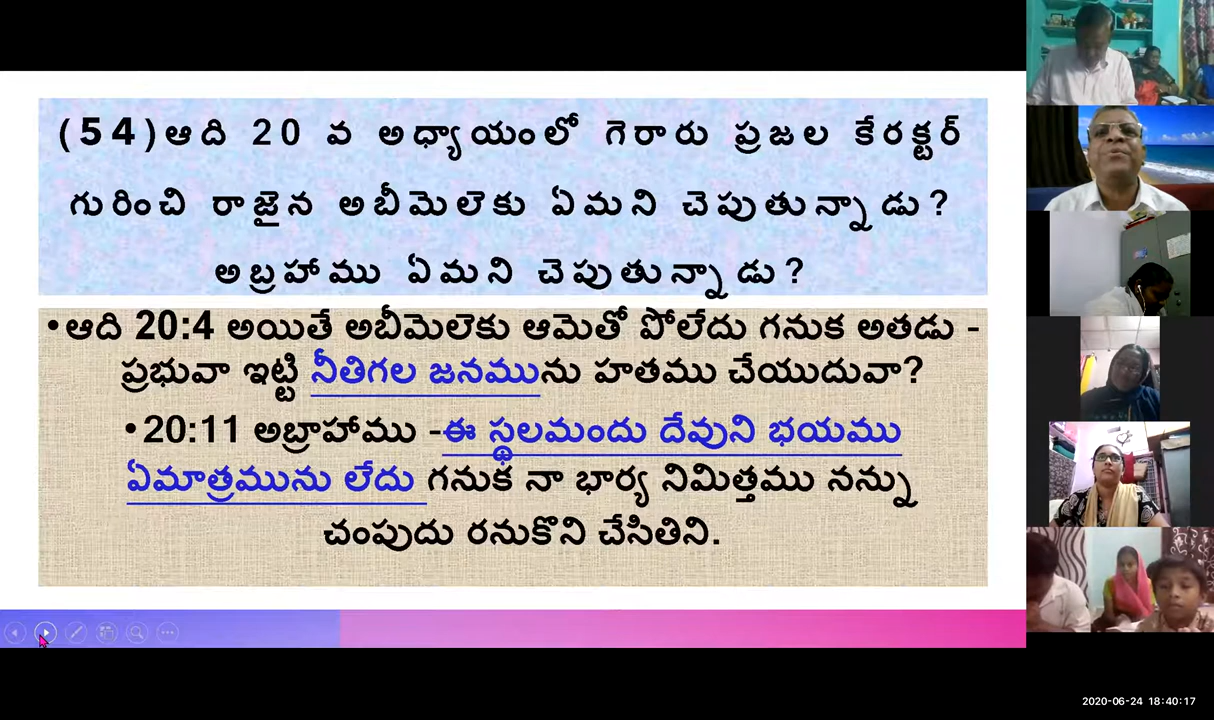 (54)ఆది 20 వ అధ్యాయంలో గెరారు ప్రజల కేరక్టర్
గురించి రాజైన అబీమెలెకు ఏమని చెపుతున్నాడు?
అబ్రహాము ఏమని చెపుతున్నాడు?
•ఆది 20:4 అయితే అబీమెలెకు ఆమెతో పోలేదు గనుక అతడు -
ప్రభువా ఇట్టి నీతిగల జనమును హతము చేయుదువా?
•20:11 అబ్రాహాము -ఈ స్థలమందు దేవుని భయము
ఏమాత్రమును లేదు గనుక నా భార్య నిమిత్తము నన్ను
చంపుదు రనుకొని చేసితిని.
2020-06-24 18:40:17